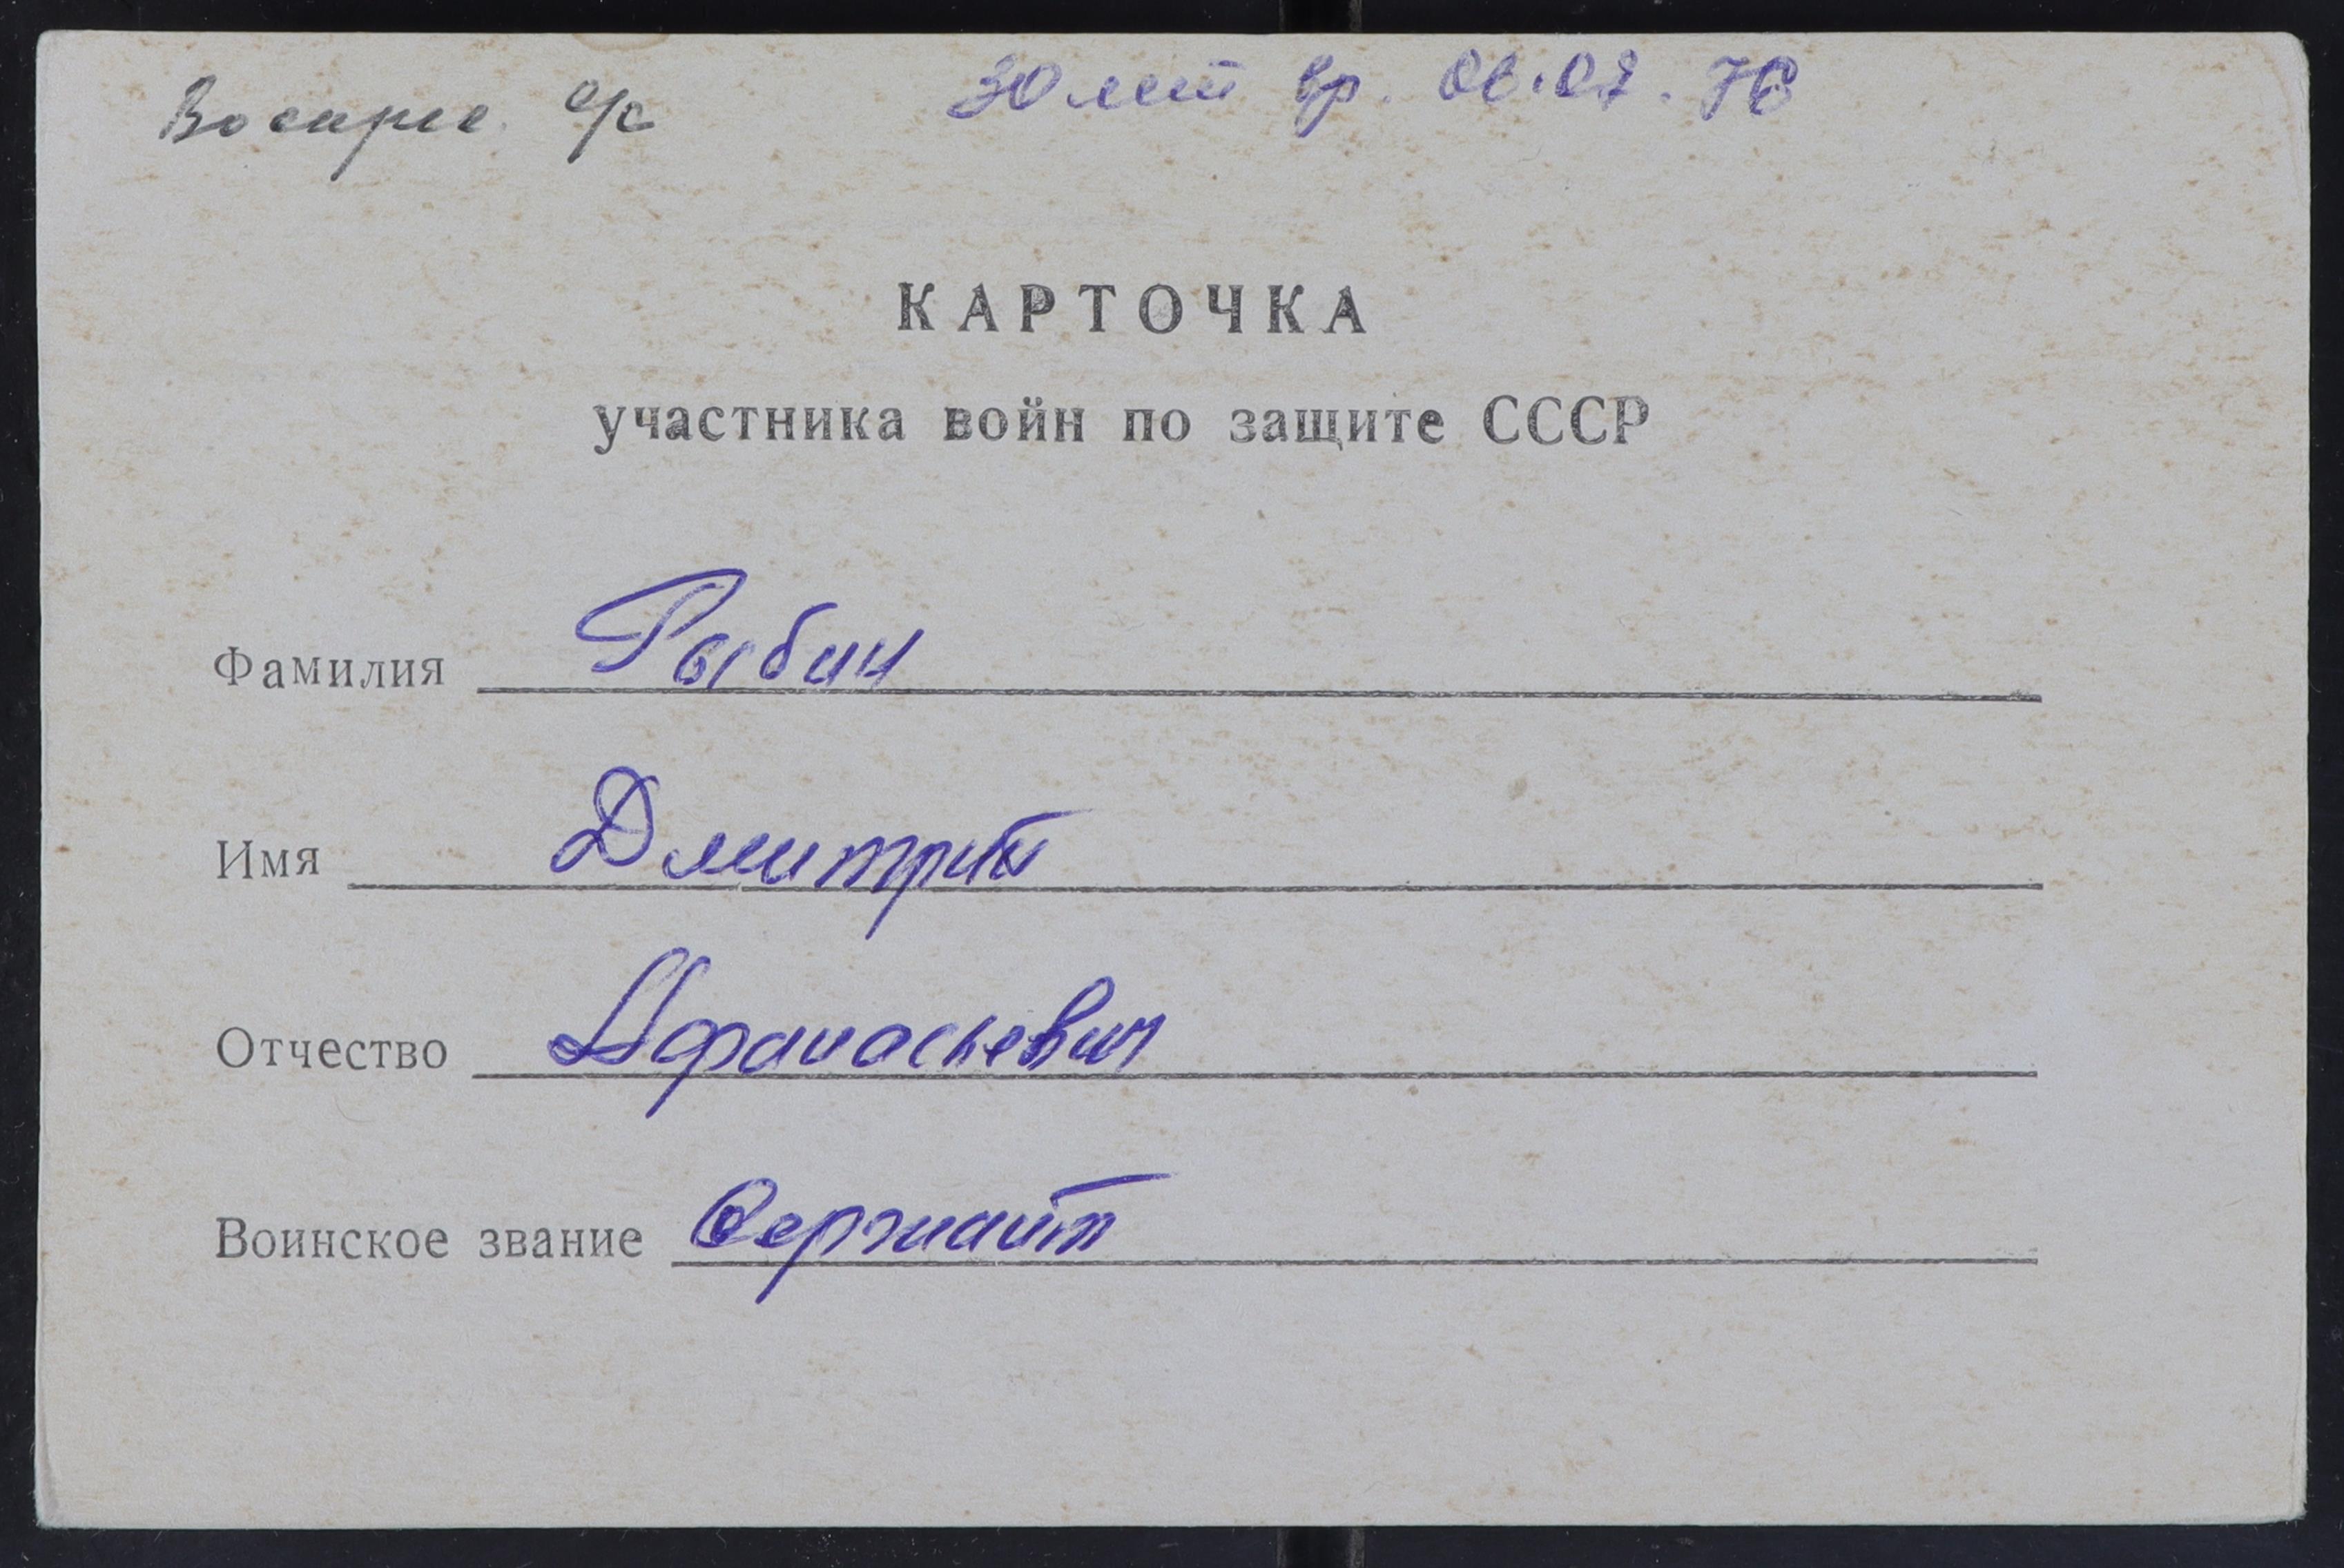 Воскрес. с/с 30 лет вр. 06.02.76
КАРТОЧКА
участника войн по защите СССР
Фамилия Рыбин
Имя Дмитрий
Отчество Афанасьевич
Воинское звание Сержант